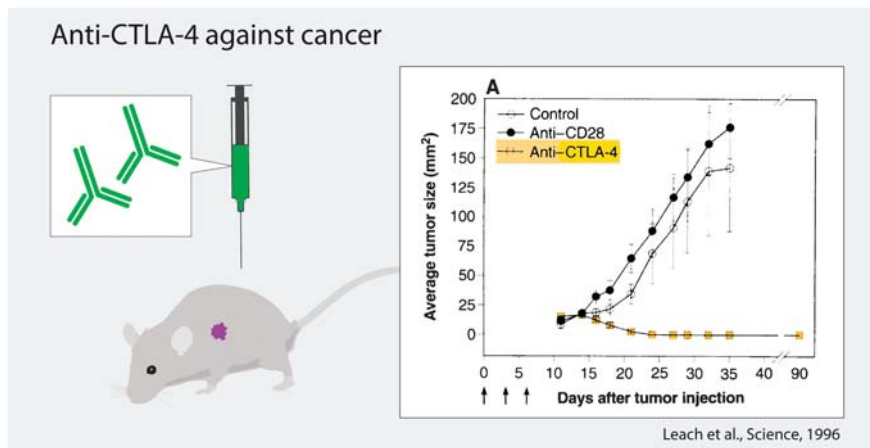 Anti-CTLA-4 against cancer
A
Control
Anti–CD28
Anti–CTLA-4
Average tumor size (mm²)
200
175
150
125
100
75
50
25
0
0 5 10 15 20 25 30 35 40 90
Days after tumor injection
Leach et al., Science, 1996